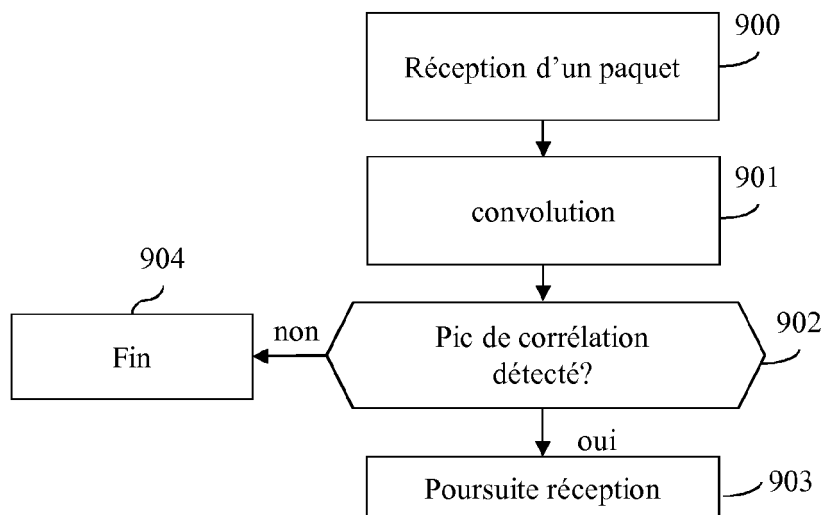 900
Réception d'un paquet
901
convolution
904
Fin
non
Pic de corrélation
détecté?
902
oui
Poursuite réception
903